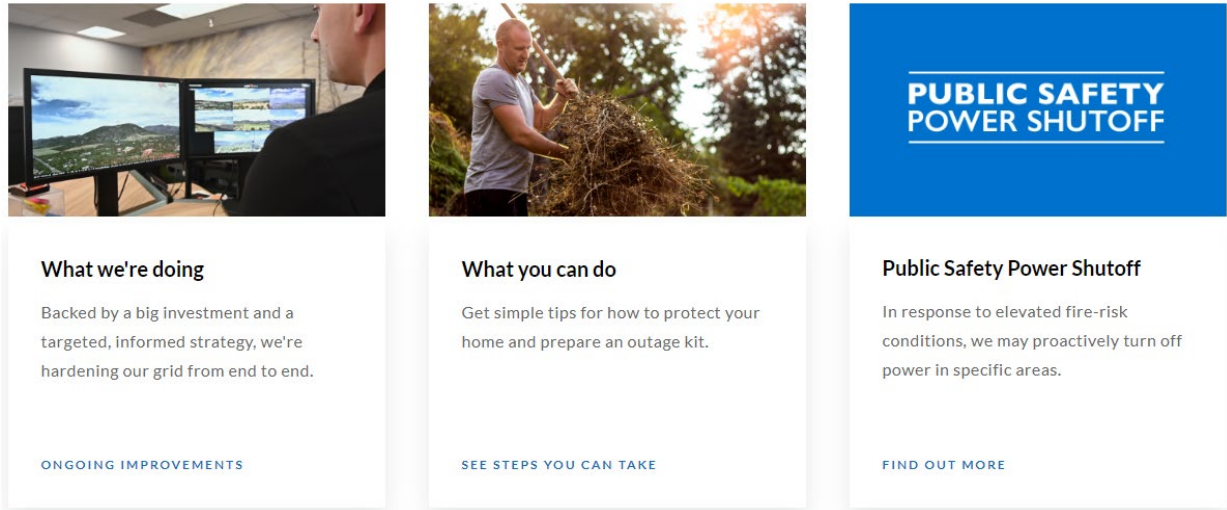 PUBLIC SAFETY
POWER SHUTOFF
What we're doing
Backed by a big investment and a
targeted, informed strategy, we're
hardening our grid from end to end.
ONGOING IMPROVEMENTS
What you can do
Get simple tips for how to protect your
home and prepare an outage kit.
SEE STEPS YOU CAN TAKE
Public Safety Power Shutoff
In response to elevated fire-risk
conditions, we may proactively turn off
power in specific areas.
FIND OUT MORE